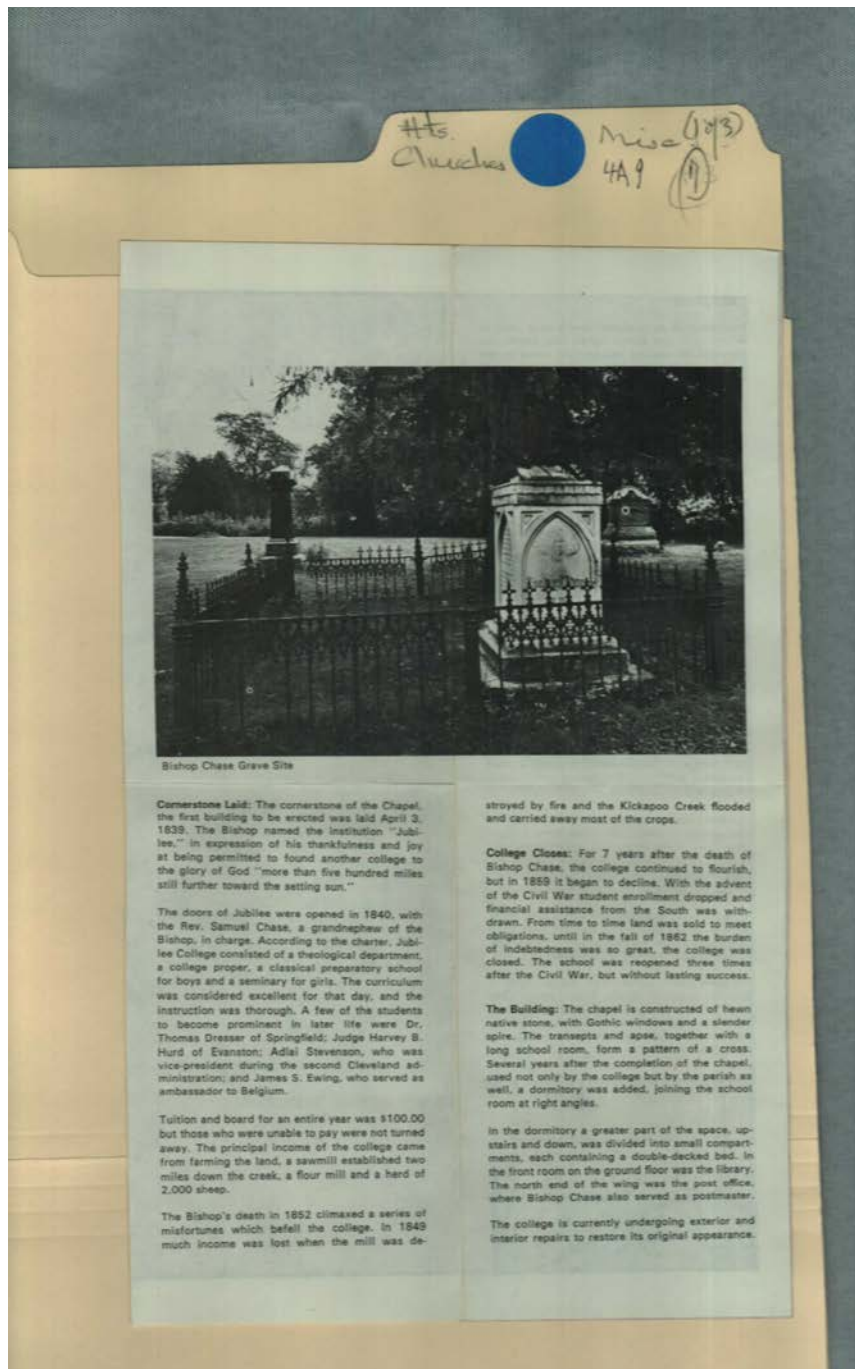 Hts.
Churches
Misc (1 of 3)
4A9
Bishop Chase Grave Site
Cornerstone Laid: The cornerstone of the Chapel,
the first building to be erected was laid April 3,
1839. The Bishop named the institution "Jubi-
lee," in expression of his thankfulness and joy
at being permitted to found another college to
the glory of God "more than five hundred miles
still further toward the setting sun."
The doors of Jubilee were opened in 1840, with
the Rev. Samuel Chase, a grandnephew of the
Bishop, in charge. According to the charter, Jubi-
lee College consisted of a theological department,
a college proper, a classical preparatory school
for boys and a seminary for girls. The curriculum
was considered excellent for that day, and the
instruction was thorough. A few of the students
to become prominent in later life were Dr.
Thomas Dresser of Springfield; Judge Harvey B.
Hurd of Evanston; Adlai Stevenson, who was
vice-president during the second Cleveland ad-
ministration; and James S. Ewing, who served as
ambassador to Belgium.
Tuition and board for an entire year was $100.00
but those who were unable to pay were not turned
away. The principal income of the college came
from farming the land, a sawmill established two
miles down the creek, a flour mill and a herd of
2,000 sheep.
The Bishop's death in 1852 climaxed a series of
misfortunes which befell the college. In 1849
much income was lost when the mill was de-
stroyed by fire and the Kickapoo Creek flooded
and carried away most of the crops.
College Closes: For 7 years after the death of
Bishop Chase, the college continued to flourish,
but in 1859 it began to decline. With the advent
of the Civil War student enrollment dropped and
financial assistance from the South was with-
drawn. From time to time land was sold to meet
obligations, until in the fall of 1862 the burden
of indebtedness was so great, the college was
closed. The school was reopened three times
after the Civil War, but without lasting success.
The Building: The chapel is constructed of hewn
native stone, with Gothic windows and a slender
spire. The transepts and apse, together with a
long school room, form a pattern of a cross.
Several years after the completion of the chapel,
used not only by the college but by the parish as
well, a dormitory was added, joining the school
room at right angles.
In the dormitory a greater part of the space, up-
stairs and down, was divided into small compart-
ments, each containing a double-decked bed. In
the front room on the ground floor was the library.
The north end of the wing was the post office,
where Bishop Chase also served as postmaster.
The college is currently undergoing exterior and
interior repairs to restore its original appearance.